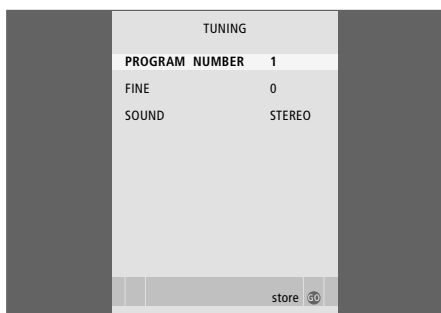 TUNING
PROGRAM NUMBER 1
FINE 0
SOUND STEREO
store GO